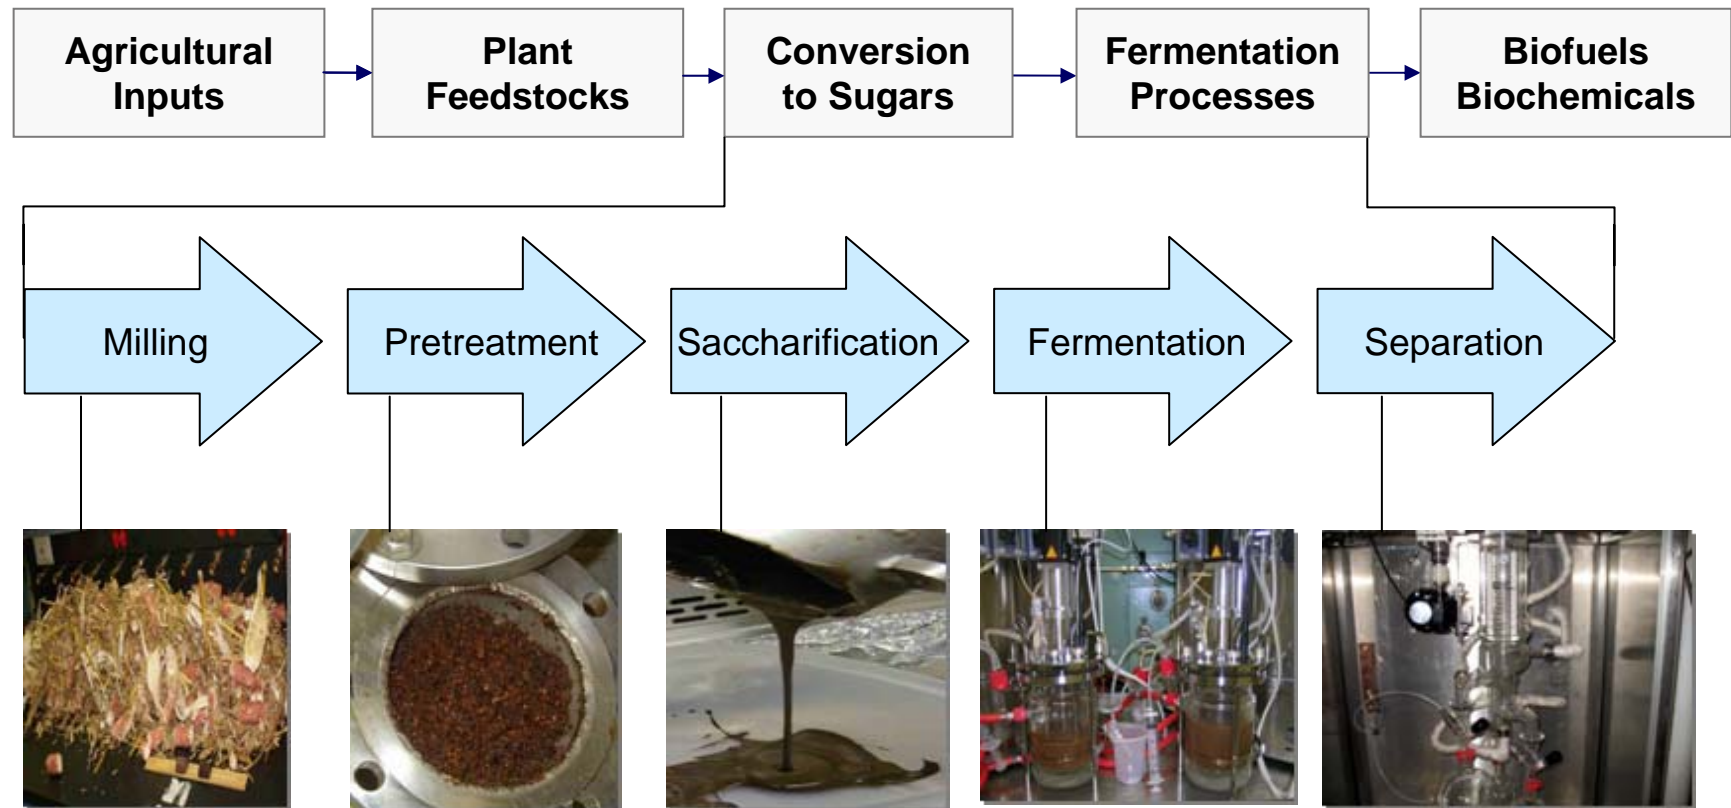 Agricultural
Inputs
Plant
Feedstocks
Conversion
to Sugars
Fermentation
Processes
Biofuels
Biochemicals
Milling
Pretreatment
Saccharification
Fermentation
Separation